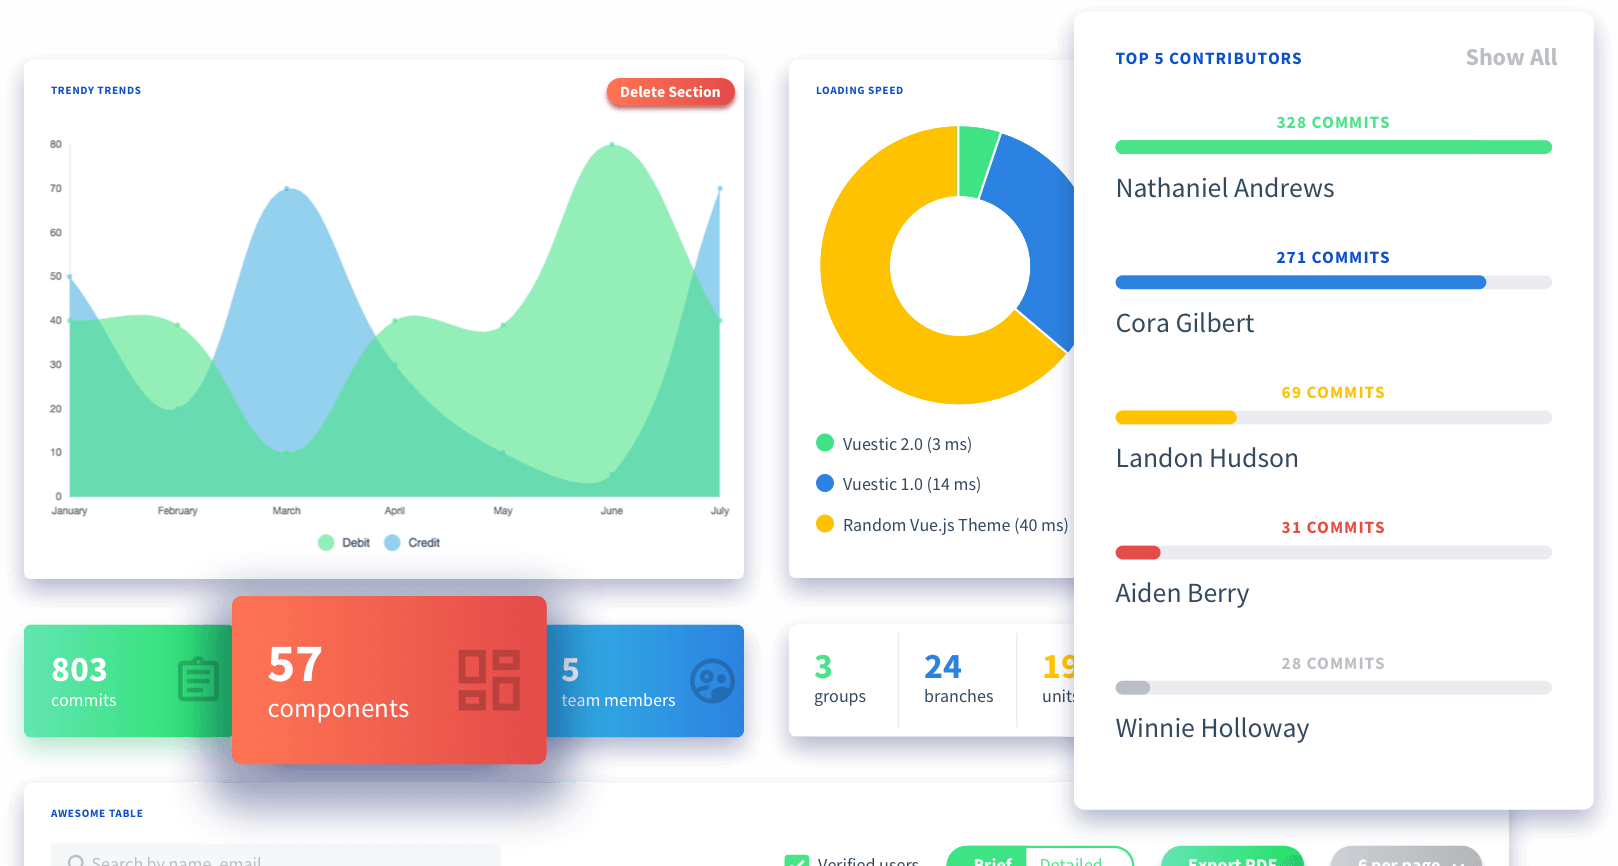 TRENDY TRENDS
Delete Section
80
70
60
50
40
30
20
10
0
January February March April May June July
Debit Credit
LOADING SPEED
Vuestic 2.0 (3 ms)
Vuestic 1.0 (14 ms)
Random Vue.js Theme (40 ms)
TOP 5 CONTRIBUTORS Show All
328 COMMITS
Nathaniel Andrews
271 COMMITS
Cora Gilbert
69 COMMITS
Landon Hudson
31 COMMITS
Aiden Berry
28 COMMITS
Winnie Holloway
803
commits
57
components
5
team members
3
groups
24
branches
19
units
AWESOME TABLE
Search by name, email
Verified users
Brief Detailed
Export PDF
6 per page